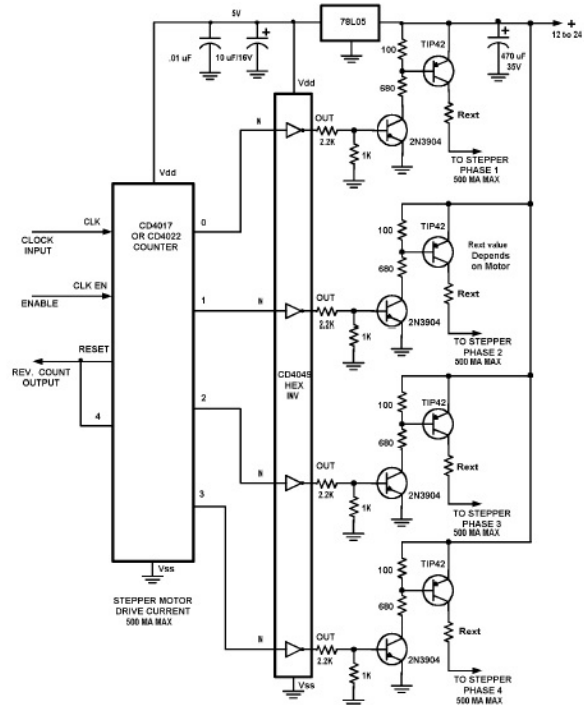 5V
78L05
+
12 to 24
.01 uF
10 uF/16V
+
100
TIP42
+
470 uF
35V
680
Rext
Vdd
OUT
N
2.2K
2N3904
1K
TO STEPPER
PHASE 1
500 MA MAX
Vdd
CLK
CLOCK
INPUT
CD4017
OR CD4022
COUNTER
0
CLK EN
ENABLE
100
TIP42
Rext value
Depends
on Motor
680
Rext
1
N
OUT
2.2K
2N3904
1K
TO STEPPER
PHASE 2
500 MA MAX
RESET
REV. COUNT
OUTPUT
4
CD4049
HEX
INV
2
100
TIP42
680
Rext
OUT
N
2.2K
2N3904
1K
TO STEPPER
PHASE 3
500 MA MAX
3
Vss
STEPPER MOTOR
DRIVE CURRENT
500 MA MAX
100
TIP42
680
Rext
OUT
N
2.2K
2N3904
1K
Vss
TO STEPPER
PHASE 4
500 MA MAX